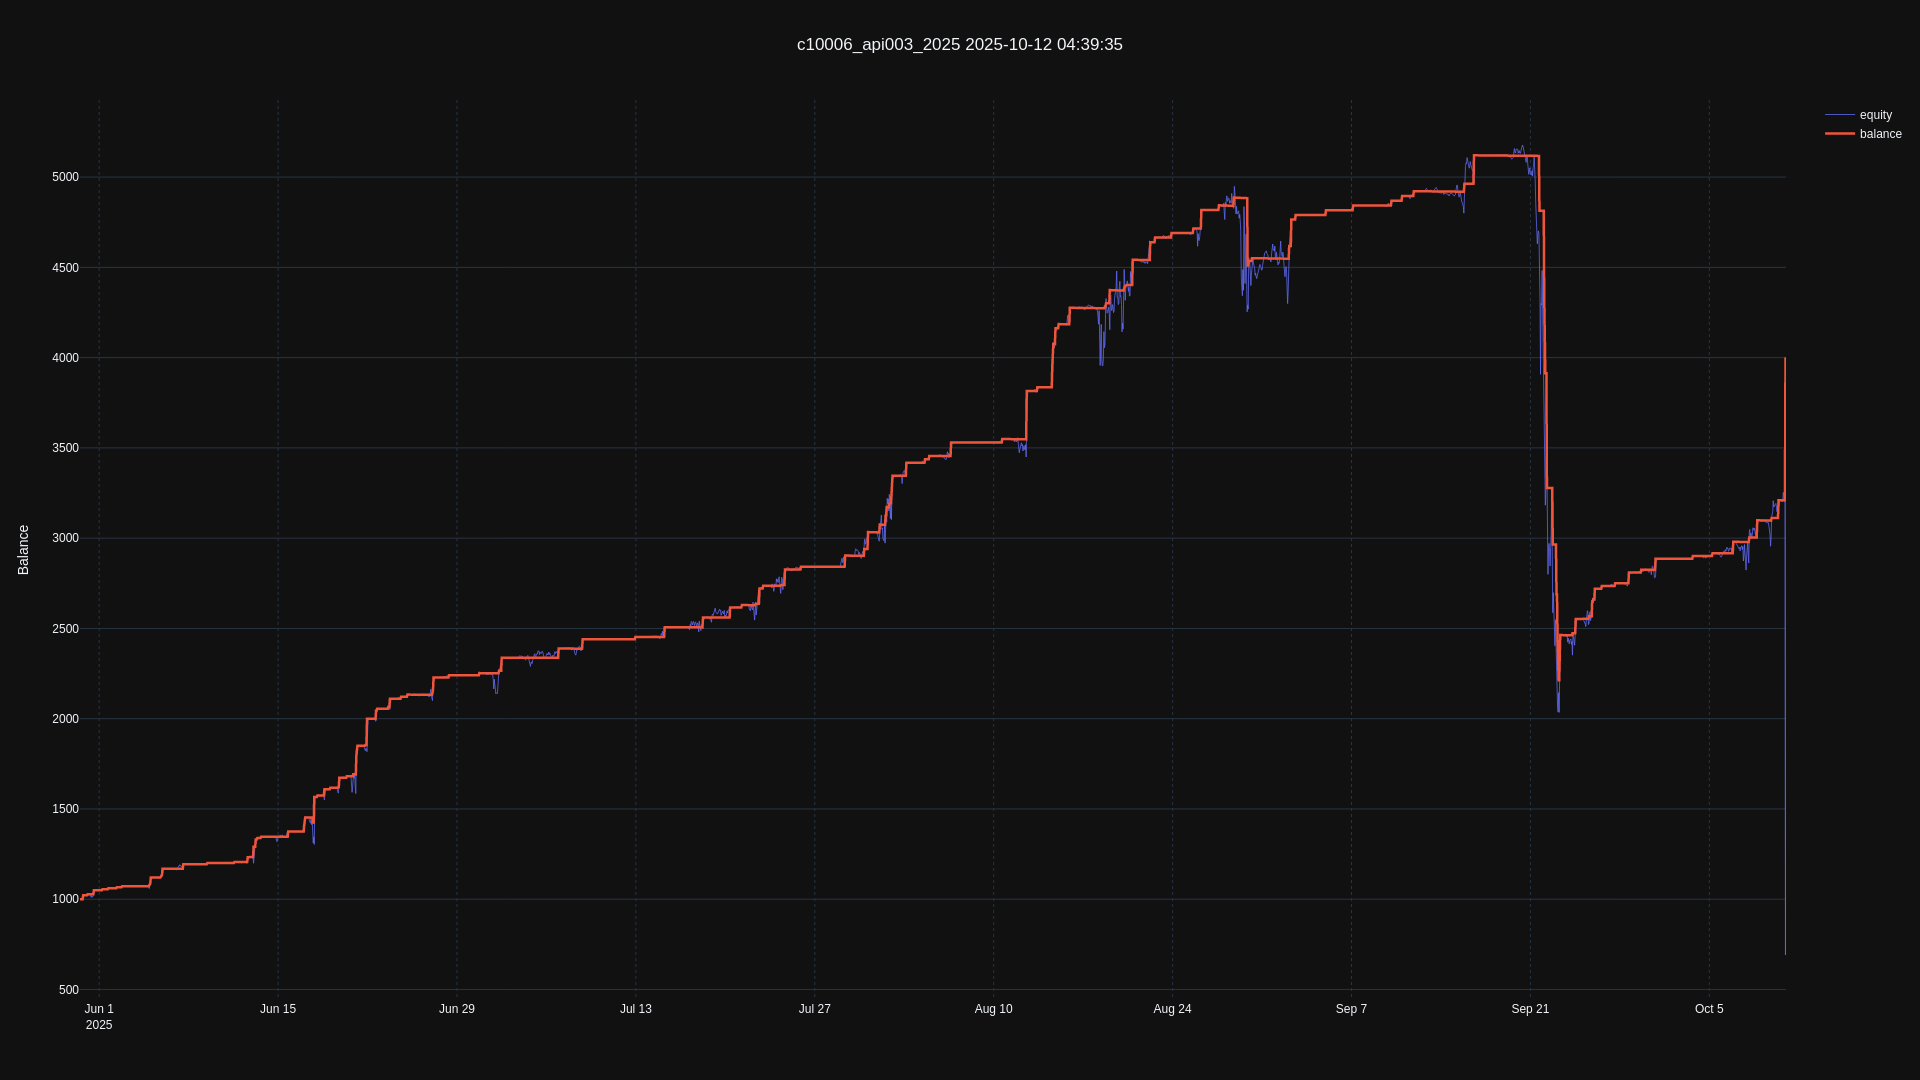 c10006_api003_2025 2025-10-12 04:39:35
equity
balance
Balance
5000
4500
4000
3500
3000
2500
2000
1500
1000
500
Jun 1
2025
Jun 15
Jun 29
Jul 13
Jul 27
Aug 10
Aug 24
Sep 7
Sep 21
Oct 5